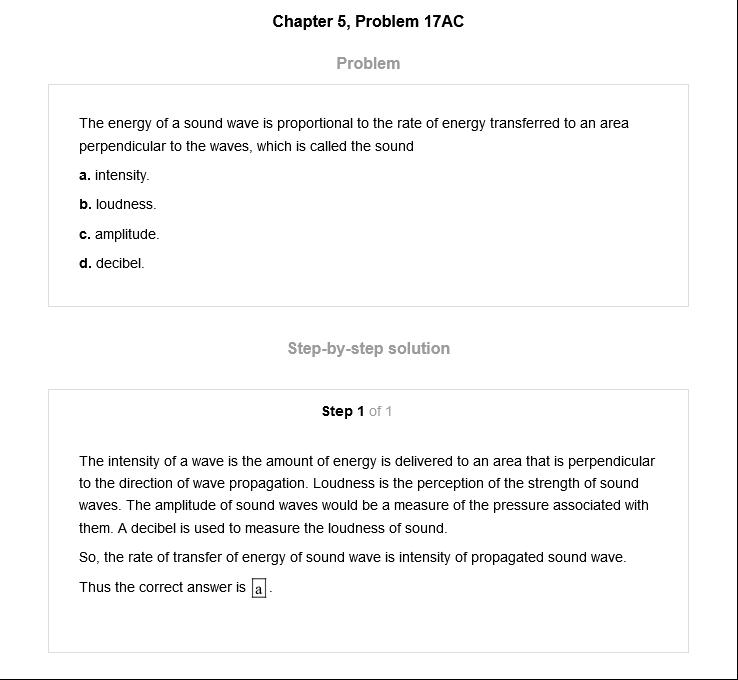 Chapter 5, Problem 17AC
Problem
The energy of a sound wave is proportional to the rate of energy transferred to an area
perpendicular to the waves, which is called the sound
a. intensity.
b. loudness.
c. amplitude.
d. decibel.
Step-by-step solution
Step 1 of 1
The intensity of a wave is the amount of energy is delivered to an area that is perpendicular
to the direction of wave propagation. Loudness is the perception of the strength of sound
waves. The amplitude of sound waves would be a measure of the pressure associated with
them. A decibel is used to measure the loudness of sound.
So, the rate of transfer of energy of sound wave is intensity of propagated sound wave.
Thus the correct answer is a.